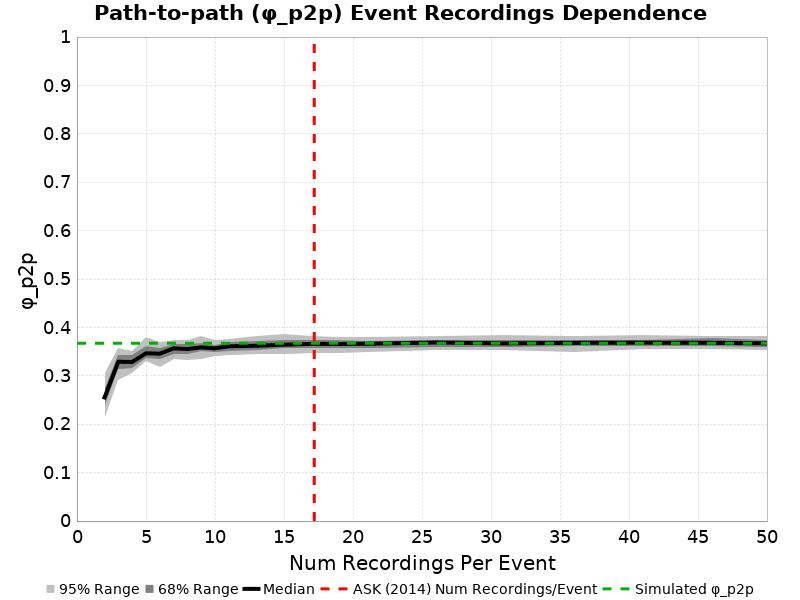 Path-to-path (φ_p2p) Event Recordings Dependence
φ_p2p
1
0.9
0.8
0.7
0.6
0.5
0.4
0.3
0.2
0.1
0
0 5 10 15 20 25 30 35 40 45 50
Num Recordings Per Event
95% Range 68% Range Median ASK (2014) Num Recordings/Event Simulated φ_p2p